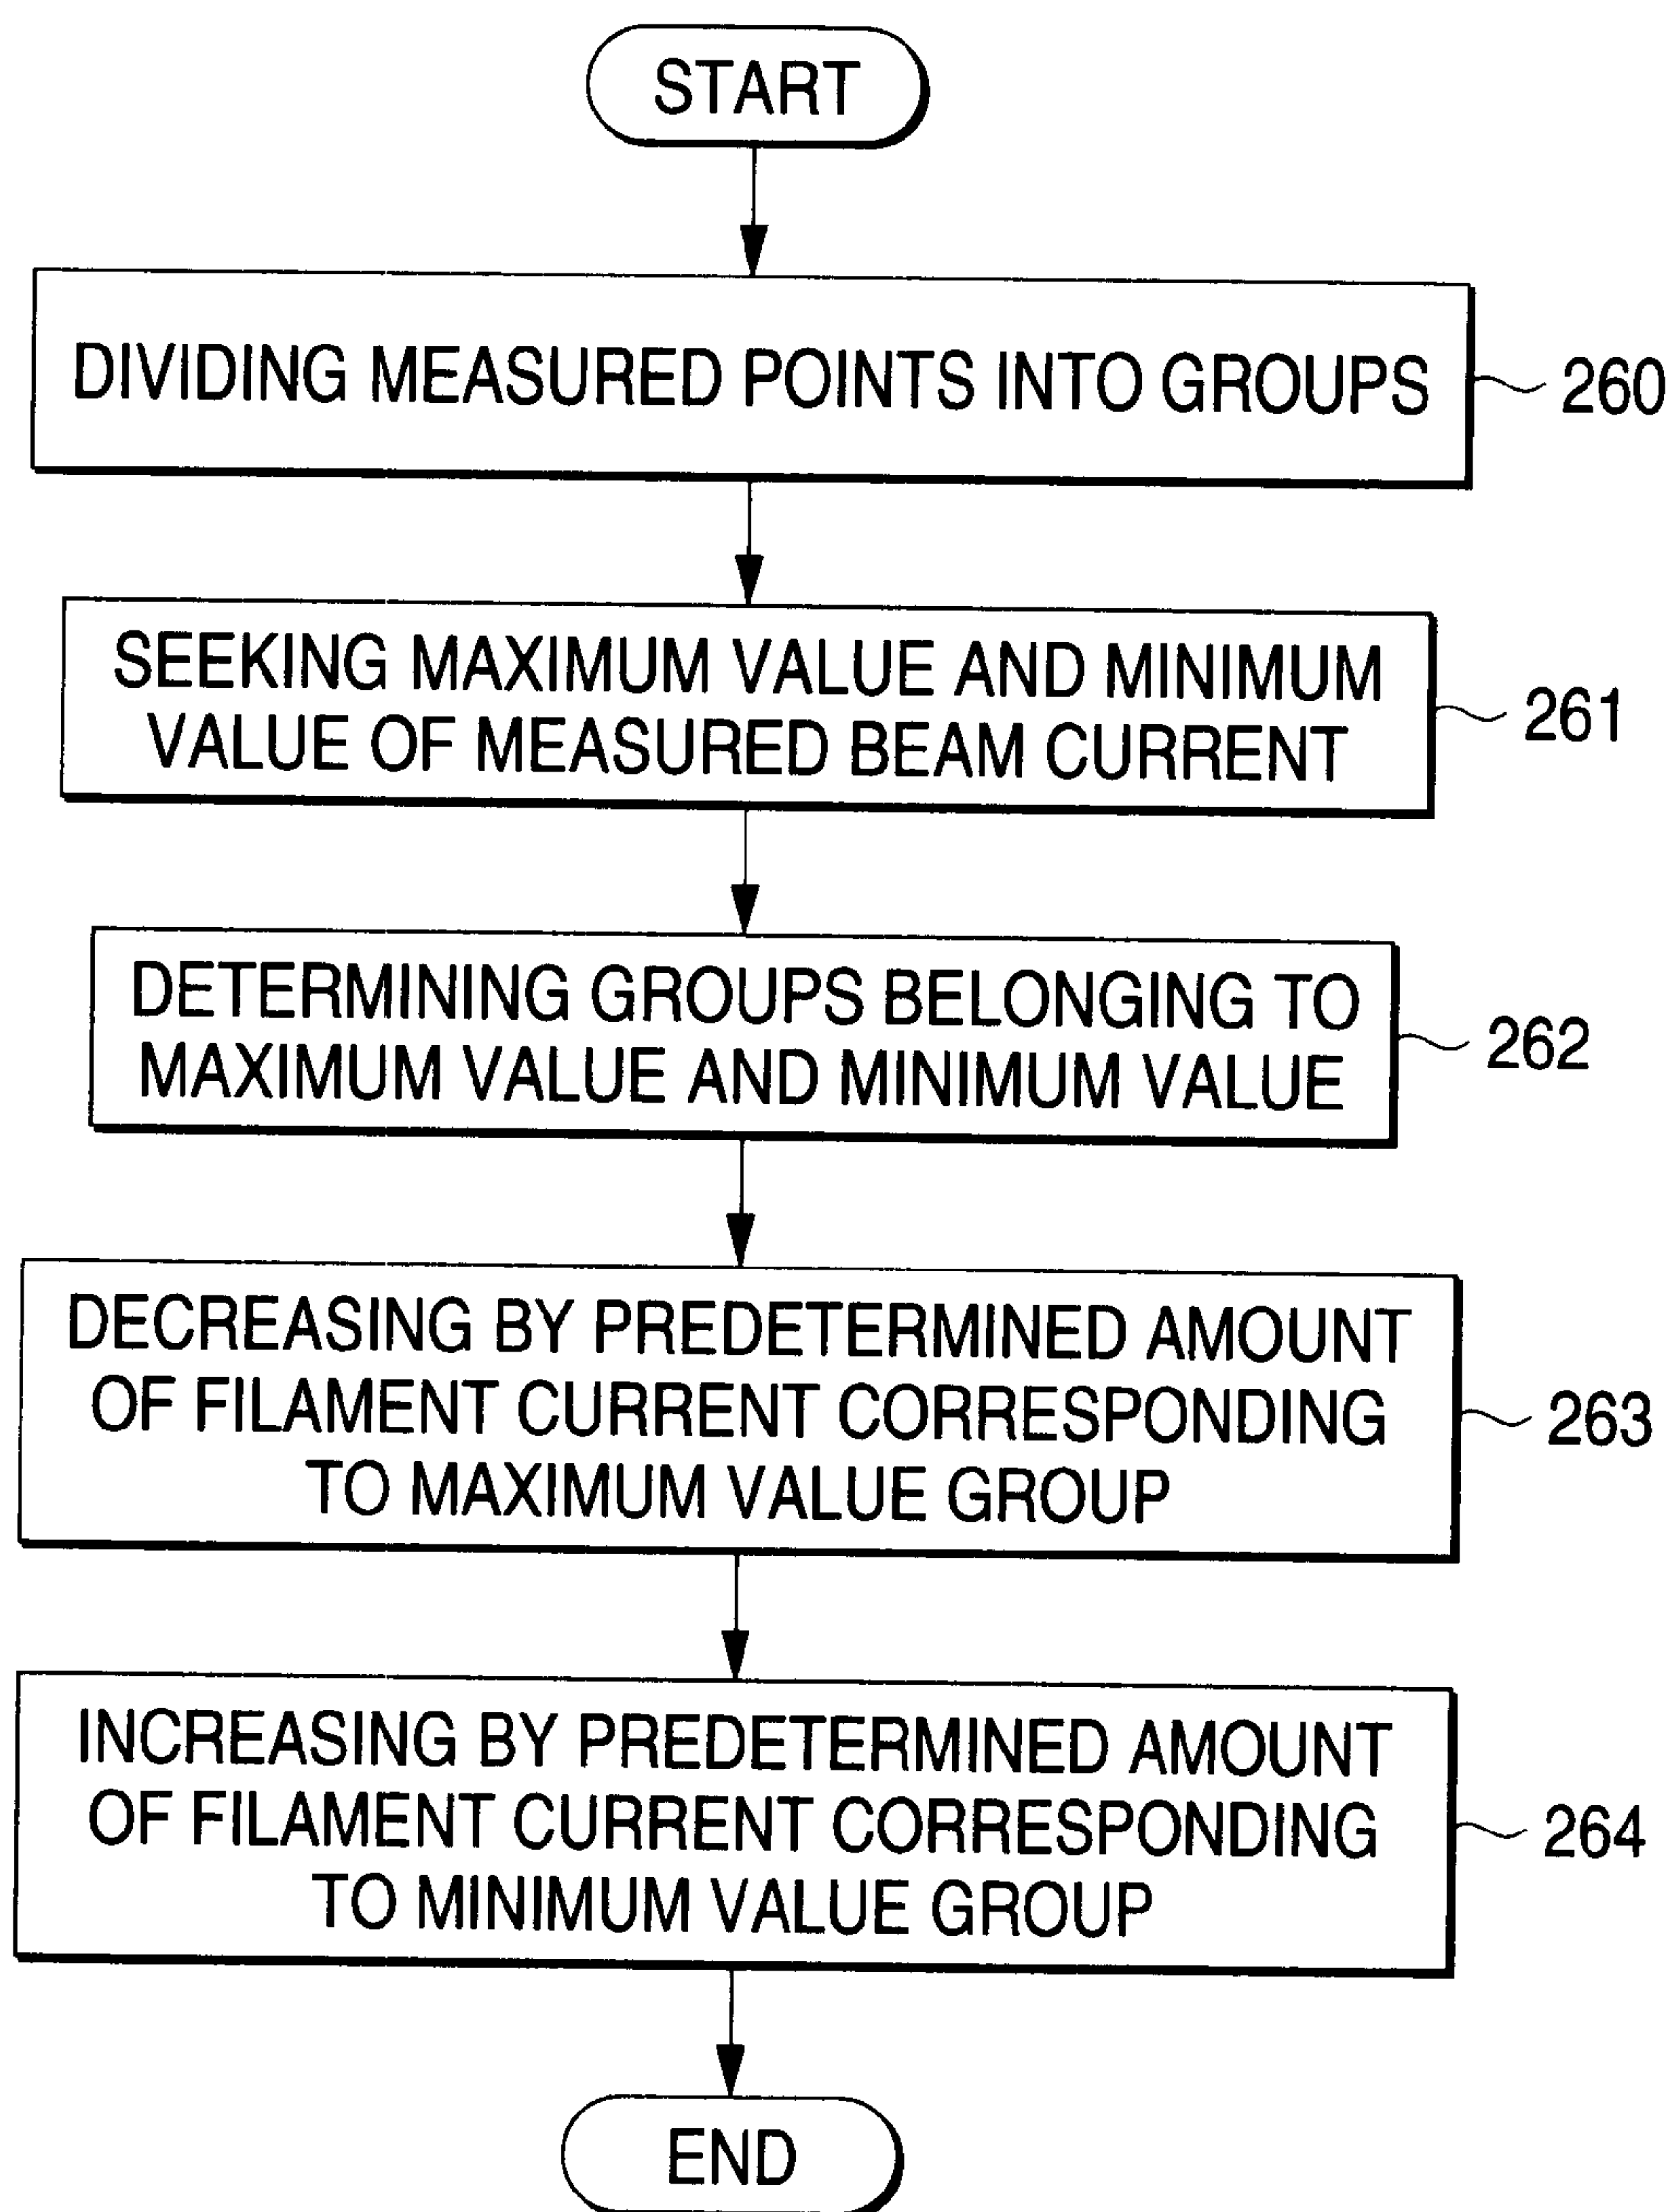 START
DIVIDING MEASURED POINTS INTO GROUPS
260
SEEKING MAXIMUM VALUE AND MINIMUM
VALUE OF MEASURED BEAM CURRENT
261
DETERMINING GROUPS BELONGING TO
MAXIMUM VALUE AND MINIMUM VALUE
262
DECREASING BY PREDETERMINED AMOUNT
OF FILAMENT CURRENT CORRESPONDING
TO MAXIMUM VALUE GROUP
263
INCREASING BY PREDETERMINED AMOUNT
OF FILAMENT CURRENT CORRESPONDING
TO MINIMUM VALUE GROUP
264
END